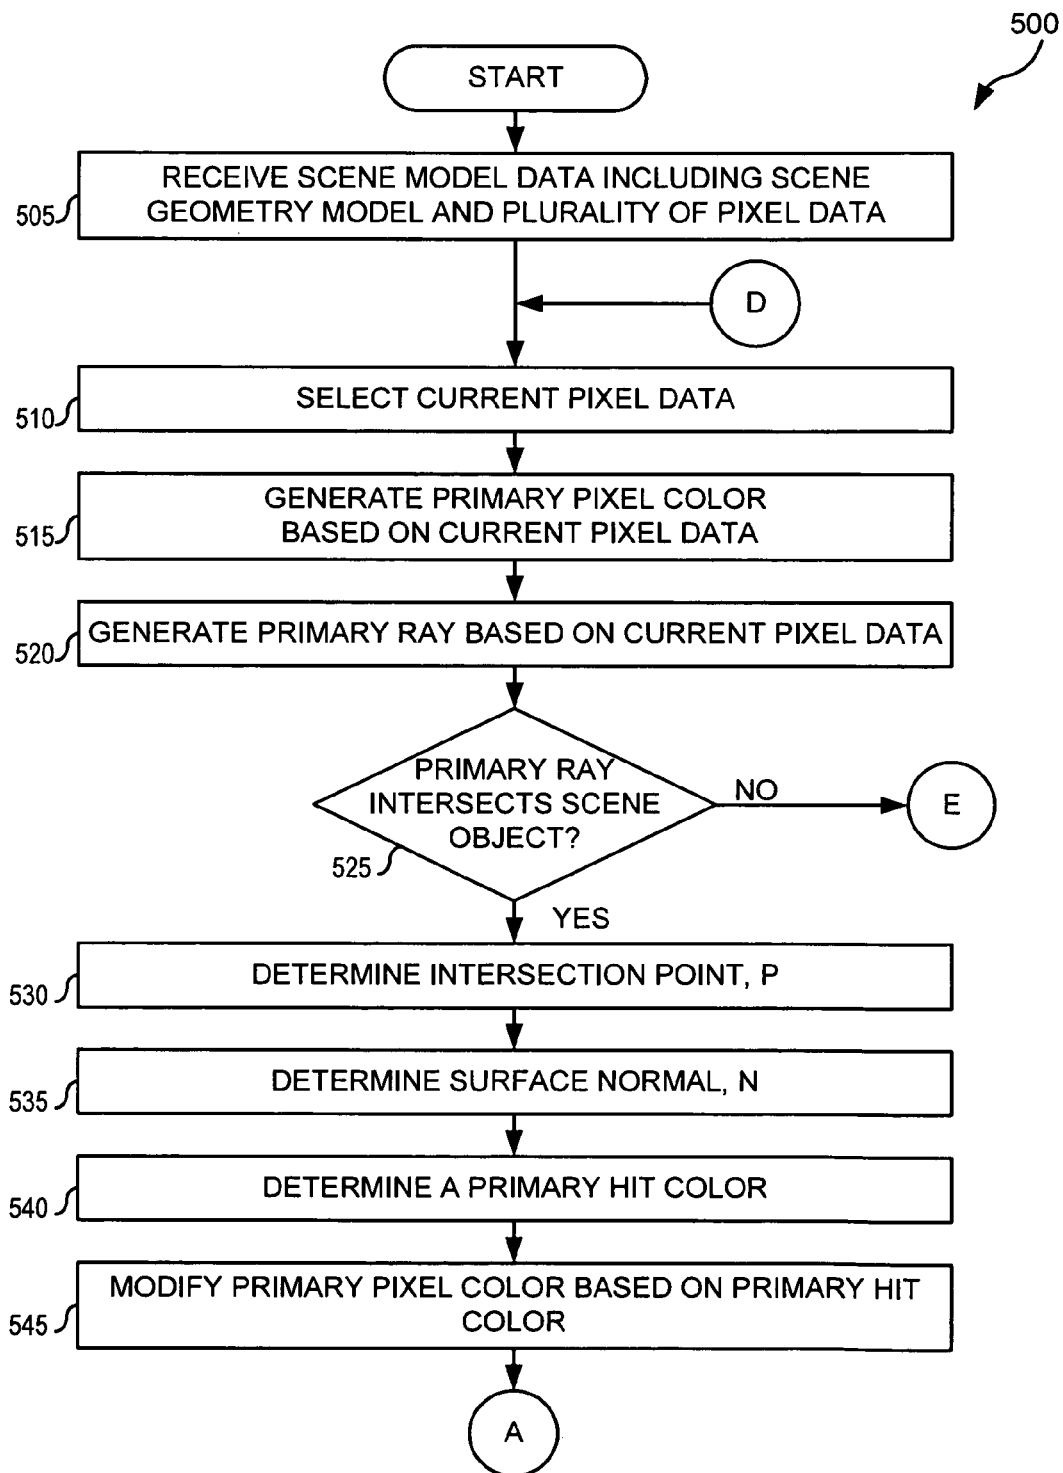 500
START
505
RECEIVE SCENE MODEL DATA INCLUDING SCENE
GEOMETRY MODEL AND PLURALITY OF PIXEL DATA
D
510
SELECT CURRENT PIXEL DATA
515
GENERATE PRIMARY PIXEL COLOR
BASED ON CURRENT PIXEL DATA
520
GENERATE PRIMARY RAY BASED ON CURRENT PIXEL DATA
525
PRIMARY RAY
INTERSECTS SCENE
OBJECT?
NO
E
YES
530
DETERMINE INTERSECTION POINT, P
535
DETERMINE SURFACE NORMAL, N
540
DETERMINE A PRIMARY HIT COLOR
545
MODIFY PRIMARY PIXEL COLOR BASED ON PRIMARY HIT
COLOR
A